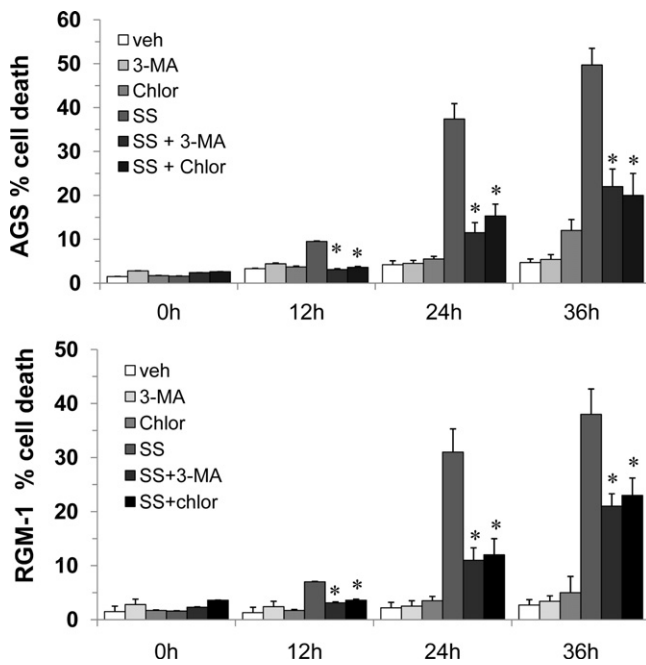 AGS % cell death
60
50
40
30
20
10
0
veh
3-MA
Chlor
SS
SS + 3-MA
SS + Chlor
* *
* *
* *
0h 12h 24h 36h
RGM-1 % cell death
50
40
30
20
10
0
veh
3-MA
Chlor
SS
SS+3-MA
SS+chlor
* *
* *
* *
0h 12h 24h 36h